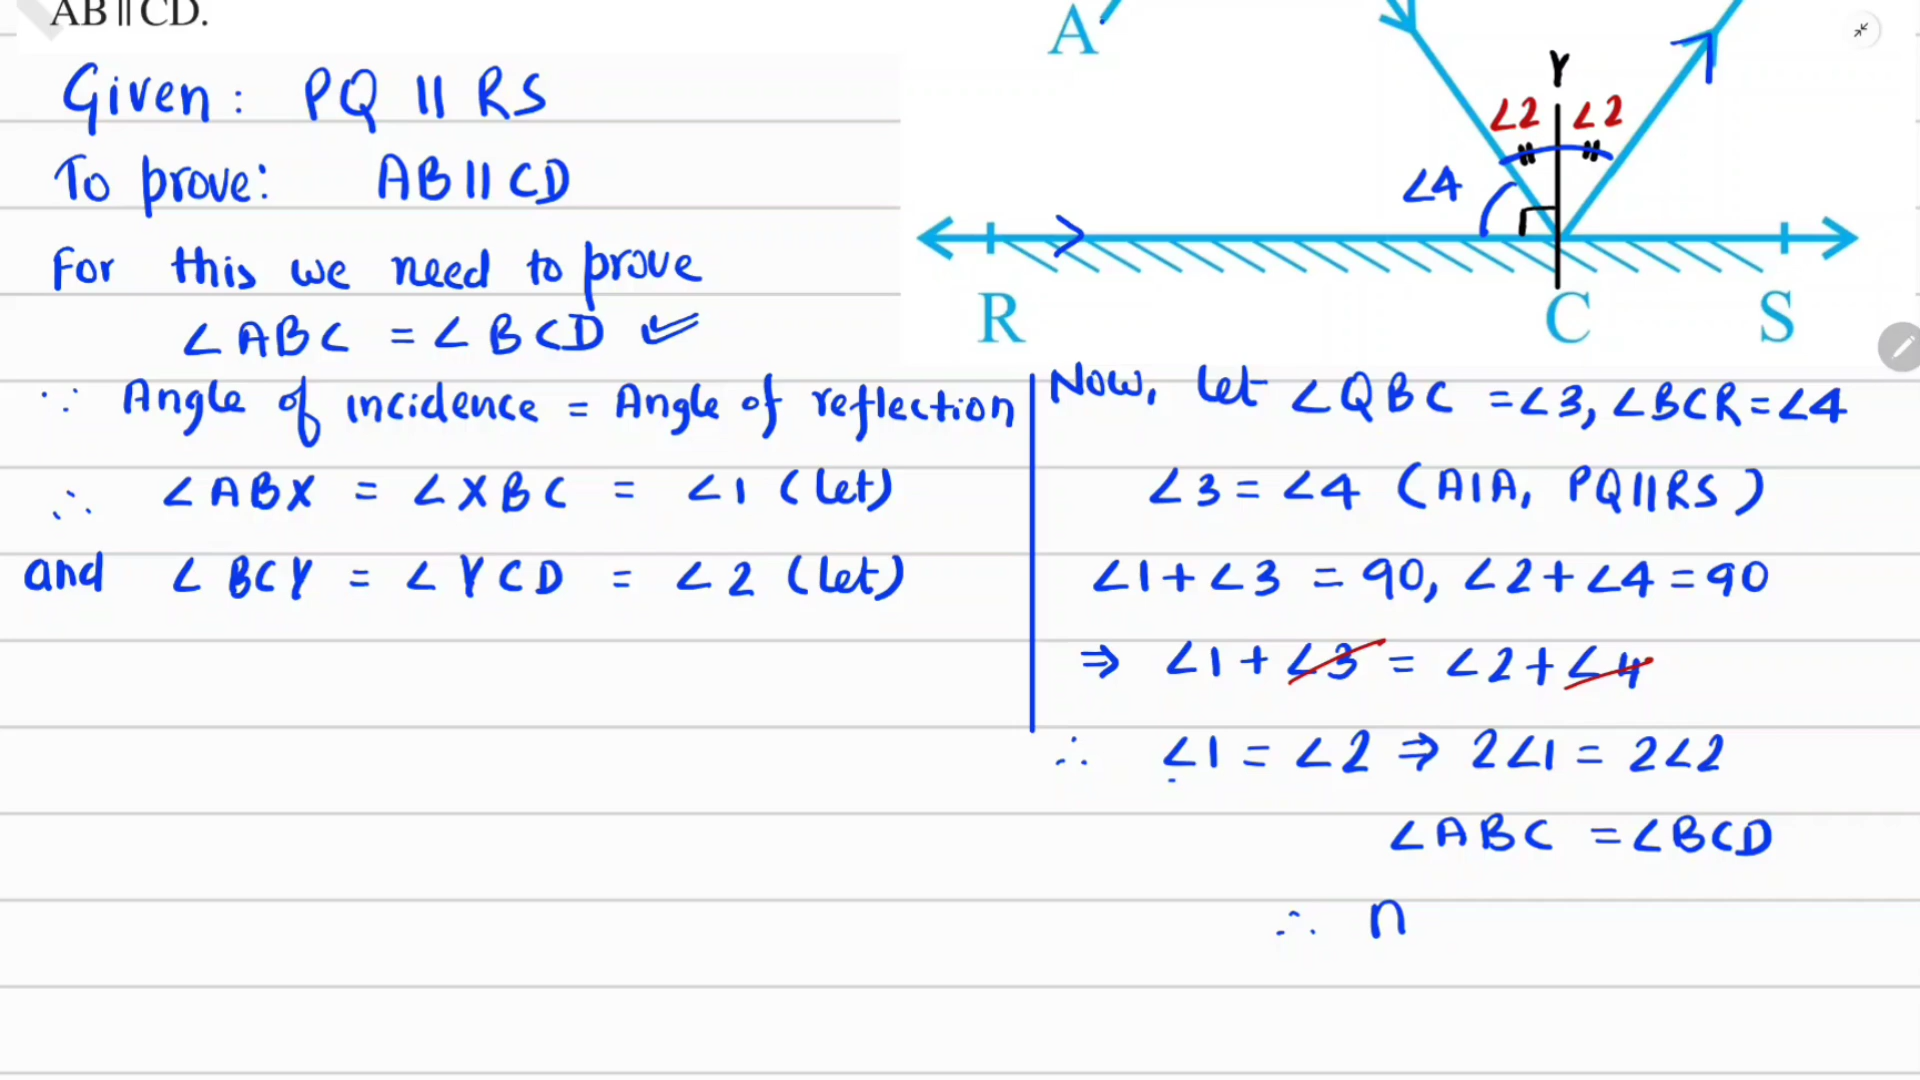 AB || CD.
Given: PQ || RS
To prove: AB || CD
For this we need to prove
∠ABC = ∠BCD ✓
∵ Angle of incidence = Angle of reflection
∴ ∠ABX = ∠XBC = ∠1 (let)
and ∠BCY = ∠YCD = ∠2 (let)
A
Y
∠2 ∠2
∠4
R C S
Now, let ∠QBC = ∠3, ∠BCR = ∠4
∠3 = ∠4 (AIA, PQ || RS)
∠1 + ∠3 = 90, ∠2 + ∠4 = 90
⇒ ∠1 + ∠3 = ∠2 + ∠4
∴ ∠1 = ∠2 ⇒ 2∠1 = 2∠2
∠ABC = ∠BCD
∴ n